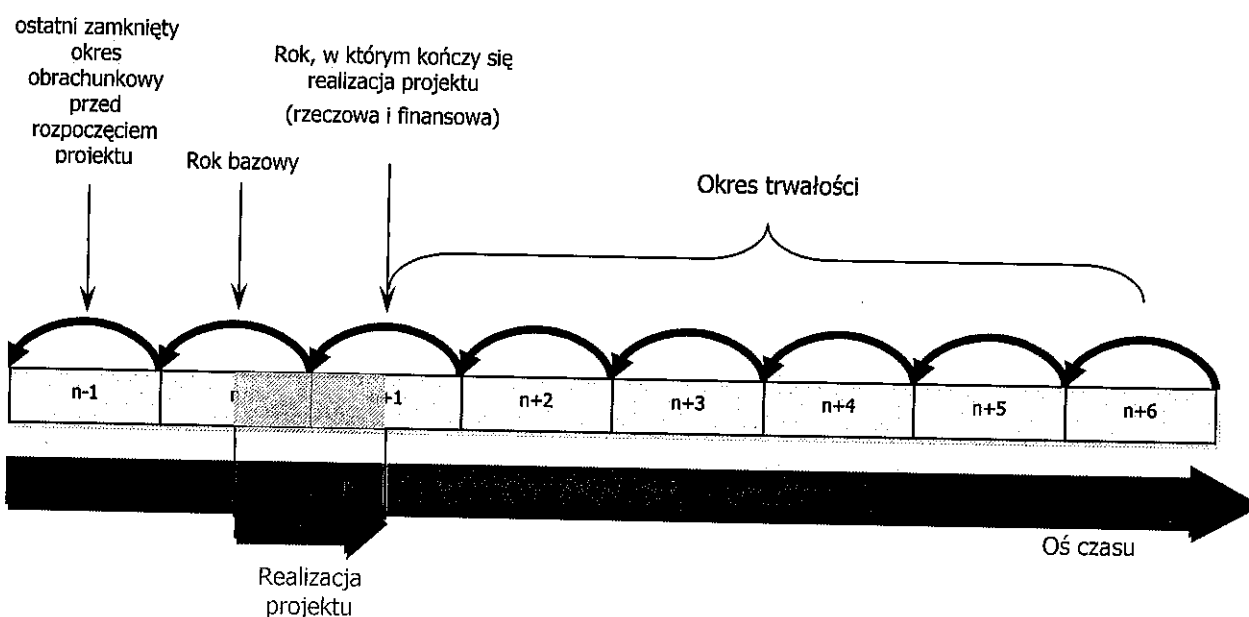 ostatni zamknięty
okres
obrachunkowy
przed
rozpoczęciem
projektu
Rok bazowy
Rok, w którym kończy się
realizacja projektu
(rzeczowa i finansowa)
Okres trwałości
n-1
n
n+1
n+2
n+3
n+4
n+5
n+6
Oś czasu
Realizacja
projektu